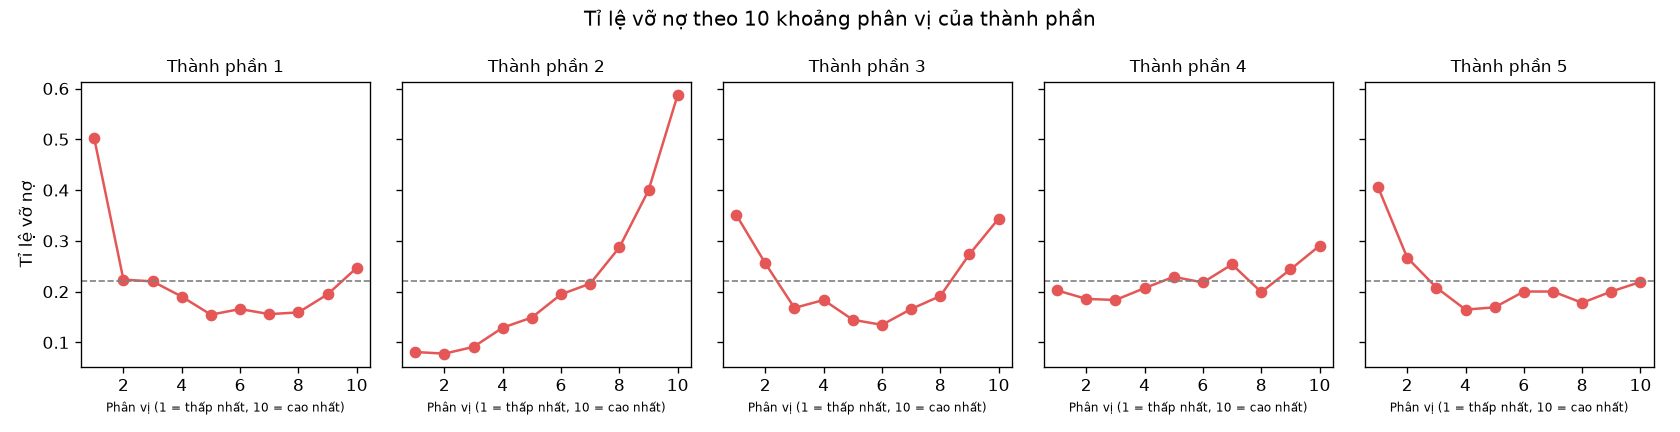 Tỉ lệ vỡ nợ theo 10 khoảng phân vị của thành phần
Thành phần 1
Thành phần 2
Thành phần 3
Thành phần 4
Thành phần 5
Tỉ lệ vỡ nợ
0.6
0.5
0.4
0.3
0.2
0.1
2 4 6 8 10
2 4 6 8 10
2 4 6 8 10
2 4 6 8 10
2 4 6 8 10
Phân vị (1 = thấp nhất, 10 = cao nhất)
Phân vị (1 = thấp nhất, 10 = cao nhất)
Phân vị (1 = thấp nhất, 10 = cao nhất)
Phân vị (1 = thấp nhất, 10 = cao nhất)
Phân vị (1 = thấp nhất, 10 = cao nhất)